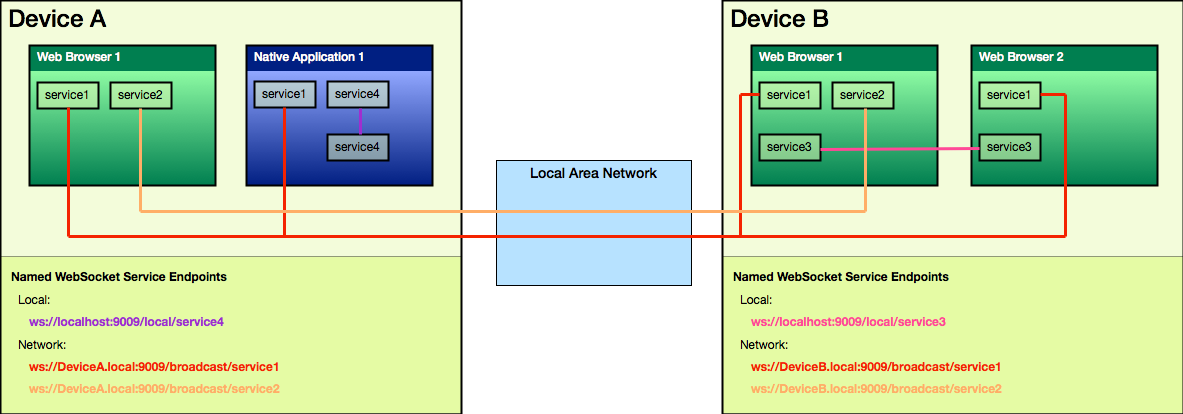 Device A
Web Browser 1
service1
service2
Native Application 1
service1
service4
service4
Named WebSocket Service Endpoints
Local:
ws://localhost:9009/local/service4
Network:
ws://DeviceA.local:9009/broadcast/service1
ws://DeviceA.local:9009/broadcast/service2
Local Area Network
Device B
Web Browser 1
service1
service2
service3
Web Browser 2
service1
service3
Named WebSocket Service Endpoints
Local:
ws://localhost:9009/local/service3
Network:
ws://DeviceB.local:9009/broadcast/service1
ws://DeviceB.local:9009/broadcast/service2